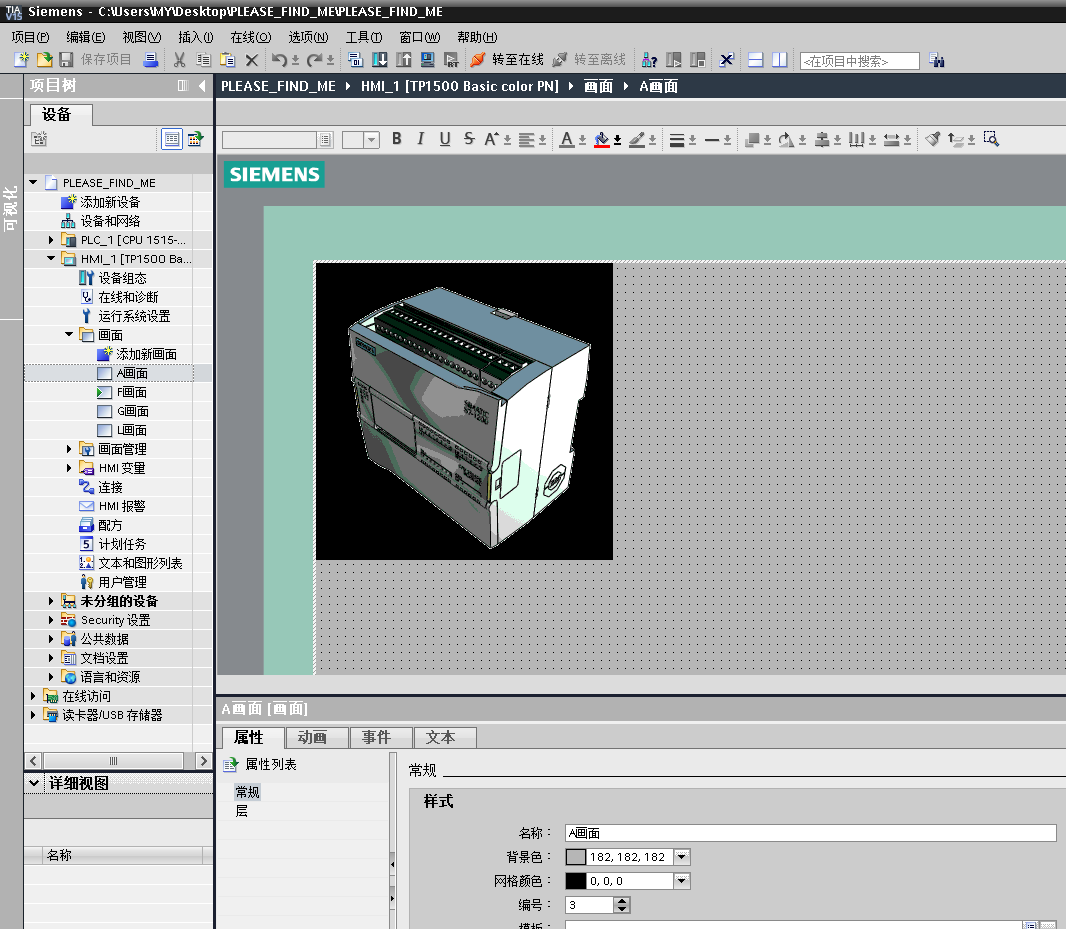 Siemens - C:\Users\MY\Desktop\PLEASE_FIND_ME\PLEASE_FIND_ME
项目(P) 编辑(E) 视图(V) 插入(I) 在线(O) 选项(N) 工具(T) 窗口(W) 帮助(H)
保存项目 转至在线 转至离线 <在项目中搜索>
项目树
PLEASE_FIND_ME HMI_1 [TP1500 Basic color PN] 画面 A画面
设备
B I U S A A
SIEMENS
可视化
PLEASE_FIND_ME
添加新设备
设备和网络
PLC_1 [CPU 1515-...
HMI_1 [TP1500 Ba...
设备组态
在线和诊断
运行系统设置
画面
添加新画面
A画面
F画面
G画面
L画面
画面管理
HMI 变量
连接
HMI 报警
配方
计划任务
文本和图形列表
用户管理
未分组的设备
Security 设置
公共数据
文档设置
语言和资源
在线访问
读卡器/USB 存储器
详细视图
名称
A画面 [画面]
属性 动画 事件 文本
属性列表
常规
层
常规
样式
名称： A画面
背景色： 182, 182, 182
网格颜色： 0, 0, 0
编号： 3